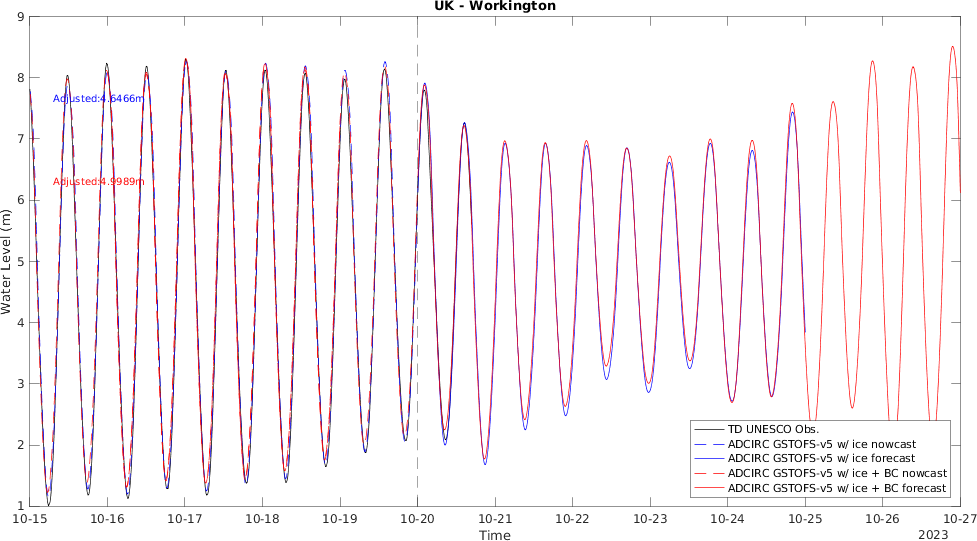 UK - Workington
9
8
7
6
5
4
3
2
1
Water Level (m)
Adjusted:4.6466m
Adjusted:4.9989m
TD UNESCO Obs.
ADCIRC GSTOFS-v5 w/ ice nowcast
ADCIRC GSTOFS-v5 w/ ice forecast
ADCIRC GSTOFS-v5 w/ ice + BC nowcast
ADCIRC GSTOFS-v5 w/ ice + BC forecast
10-15 10-16 10-17 10-18 10-19 10-20 10-21 10-22 10-23 10-24 10-25 10-26 10-27
Time
2023